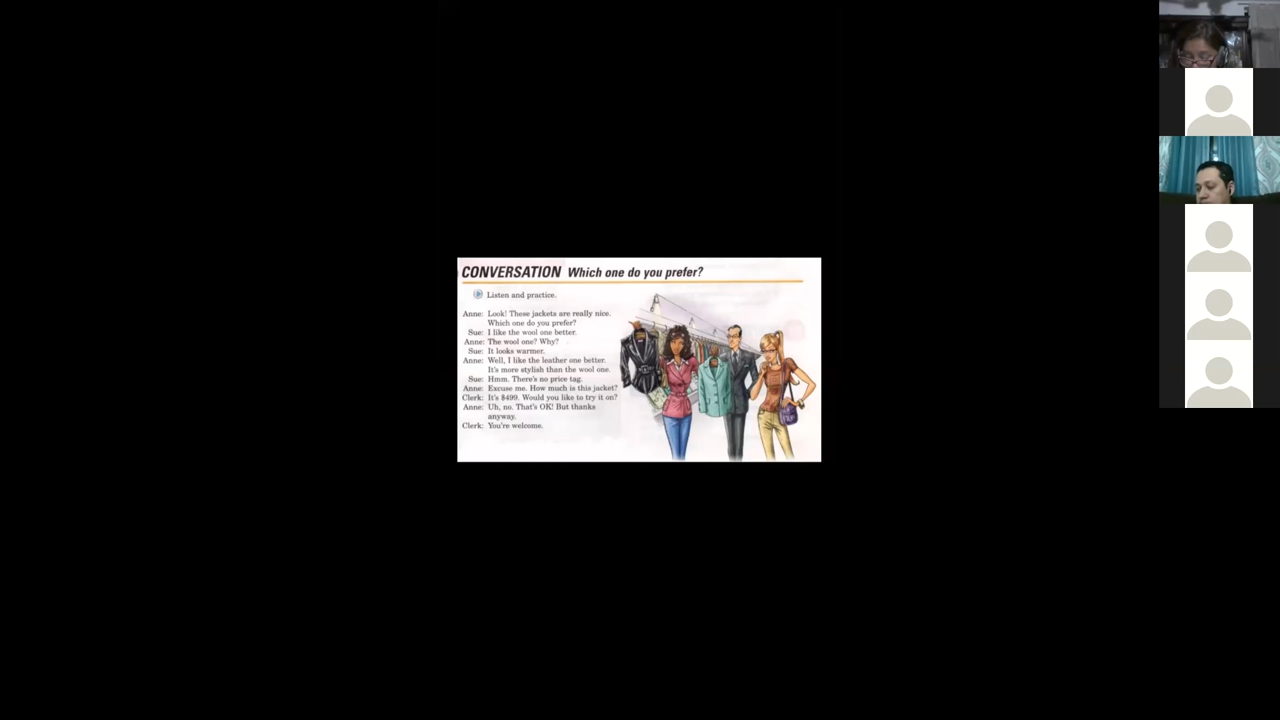 CONVERSATION Which one do you prefer?
Listen and practice.
Anne: Look! These jackets are really nice.
Which one do you prefer?
Sue: I like the wool one better.
Anne: The wool one? Why?
Sue: It looks warmer.
Anne: Well, I like the leather one better.
It's more stylish than the wool one.
Sue: Hmm. There's no price tag.
Anne: Excuse me. How much is this jacket?
Clerk: It's $499. Would you like to try it on?
Anne: Uh, no. That's OK! But thanks
anyway.
Clerk: You're welcome.